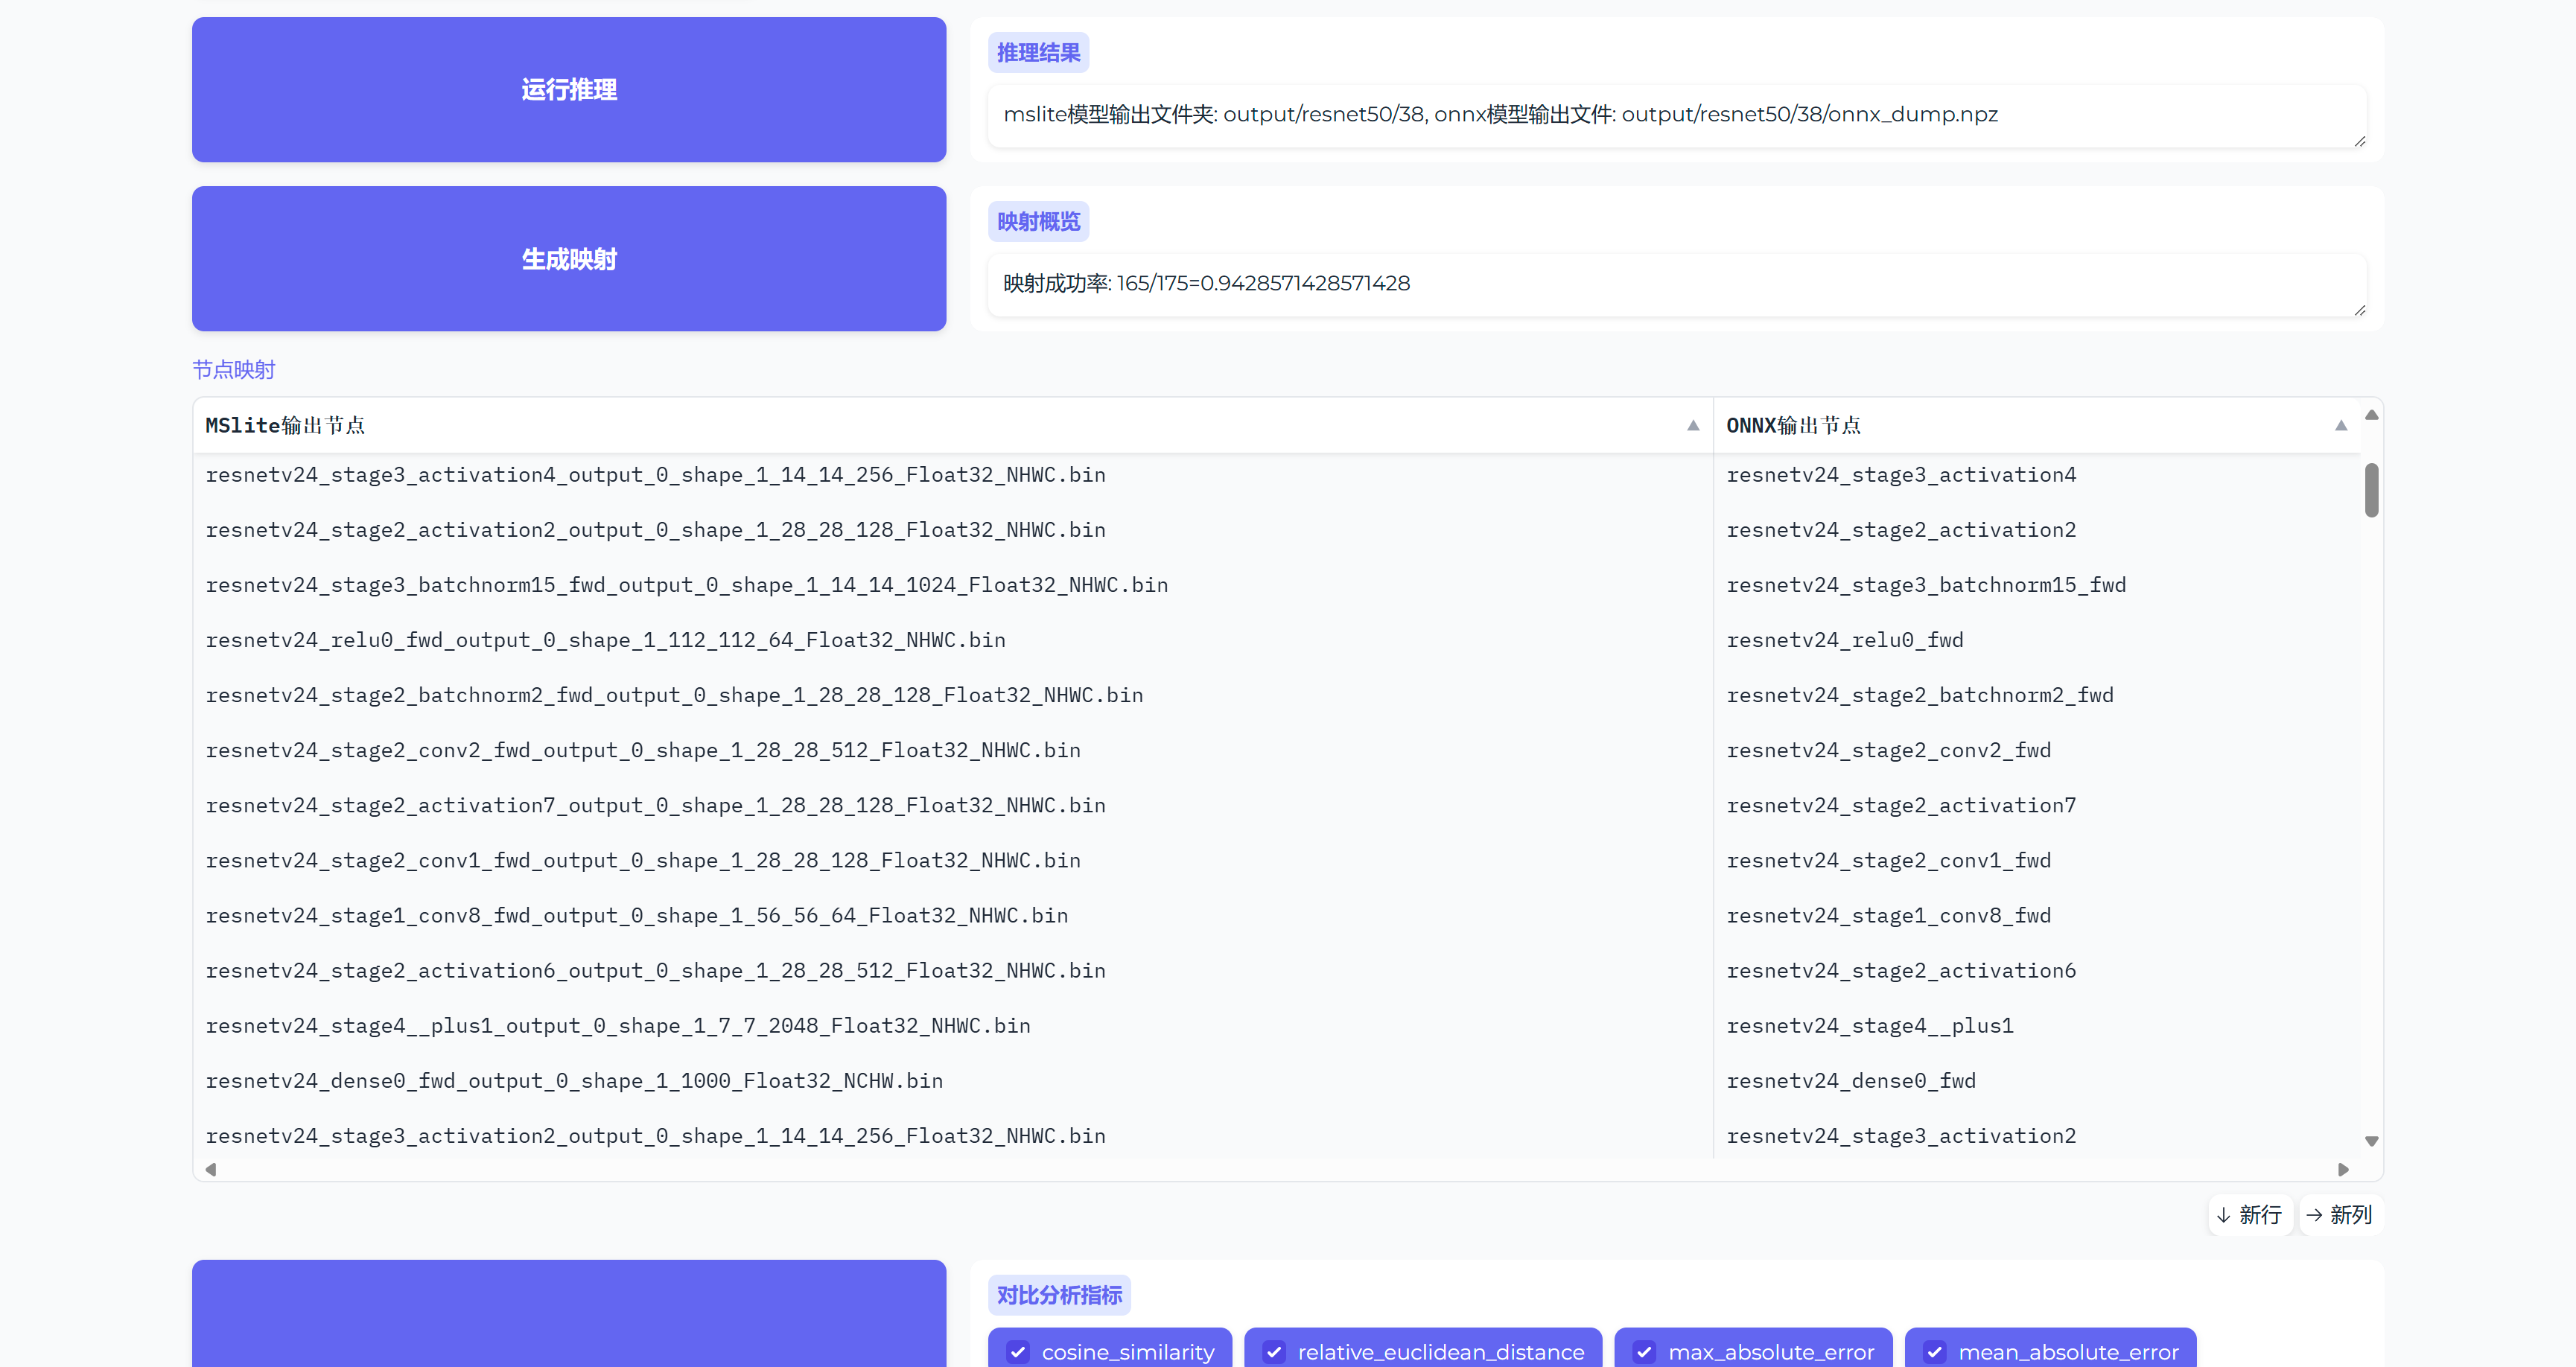 运行推理
推理结果
mslite模型输出文件夹: output/resnet50/38, onnx模型输出文件: output/resnet50/38/onnx_dump.npz
生成映射
映射概览
映射成功率: 165/175=0.9428571428571428
节点映射
MSlite输出节点 ONNX输出节点
resnetv24_stage3_activation4_output_0_shape_1_14_14_256_Float32_NHWC.bin resnetv24_stage3_activation4
resnetv24_stage2_activation2_output_0_shape_1_28_28_128_Float32_NHWC.bin resnetv24_stage2_activation2
resnetv24_stage3_batchnorm15_fwd_output_0_shape_1_14_14_1024_Float32_NHWC.bin resnetv24_stage3_batchnorm15_fwd
resnetv24_relu0_fwd_output_0_shape_1_112_112_64_Float32_NHWC.bin resnetv24_relu0_fwd
resnetv24_stage2_batchnorm2_fwd_output_0_shape_1_28_28_128_Float32_NHWC.bin resnetv24_stage2_batchnorm2_fwd
resnetv24_stage2_conv2_fwd_output_0_shape_1_28_28_512_Float32_NHWC.bin resnetv24_stage2_conv2_fwd
resnetv24_stage2_activation7_output_0_shape_1_28_28_128_Float32_NHWC.bin resnetv24_stage2_activation7
resnetv24_stage2_conv1_fwd_output_0_shape_1_28_28_128_Float32_NHWC.bin resnetv24_stage2_conv1_fwd
resnetv24_stage1_conv8_fwd_output_0_shape_1_56_56_64_Float32_NHWC.bin resnetv24_stage1_conv8_fwd
resnetv24_stage2_activation6_output_0_shape_1_28_28_512_Float32_NHWC.bin resnetv24_stage2_activation6
resnetv24_stage4__plus1_output_0_shape_1_7_7_2048_Float32_NHWC.bin resnetv24_stage4__plus1
resnetv24_dense0_fwd_output_0_shape_1_1000_Float32_NCHW.bin resnetv24_dense0_fwd
resnetv24_stage3_activation2_output_0_shape_1_14_14_256_Float32_NHWC.bin resnetv24_stage3_activation2
新行 新列
对比分析指标
cosine_similarity relative_euclidean_distance max_absolute_error mean_absolute_error